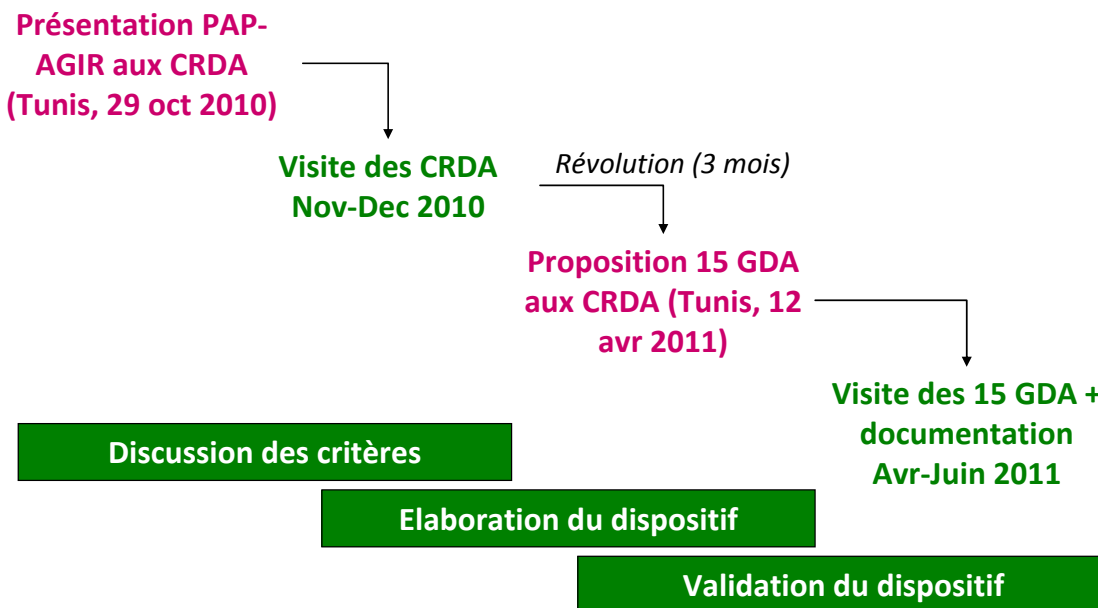 Présentation PAP-
AGIR aux CRDA
(Tunis, 29 oct 2010)
Visite des CRDA
Nov-Dec 2010
Révolution (3 mois)
Proposition 15 GDA
aux CRDA (Tunis, 12
avr 2011)
Visite des 15 GDA +
documentation
Avr-Juin 2011
Discussion des critères
Elaboration du dispositif
Validation du dispositif